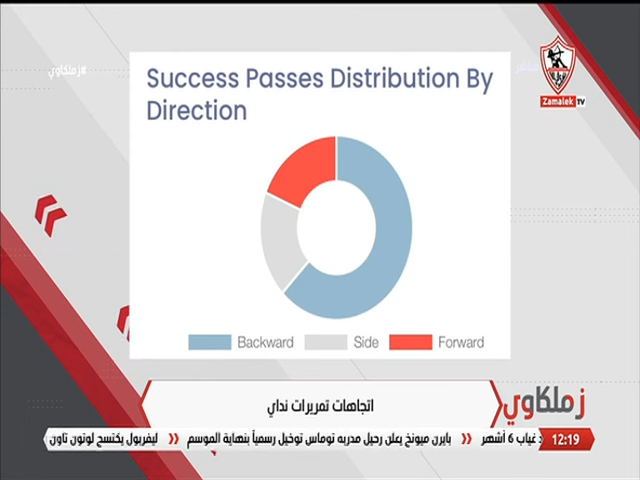 #زملكاوي
Zamalek TV
Success Passes Distribution By
Direction
Backward
Side
Forward
اتجاهات تمريرات نداي
زملكاوي
12:19
غياب 6 أشهر
بايرن ميونخ يعلن رحيل مدربه توماس توخيل رسمياً بنهاية الموسم
ليفربول يكتسح لوتون تاون